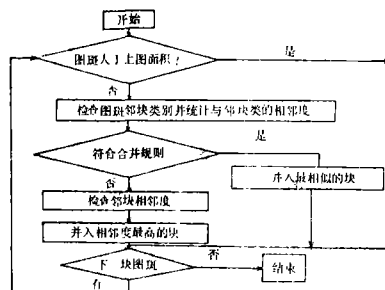 开始
图斑大于上图面积?
是
否
检查图斑邻块类别并统计与邻块类的相邻度
是
符合合并规则
否
并入最相似的块
检查邻块相邻度
并入相邻度最高的块
否
下一块图斑
结束
有